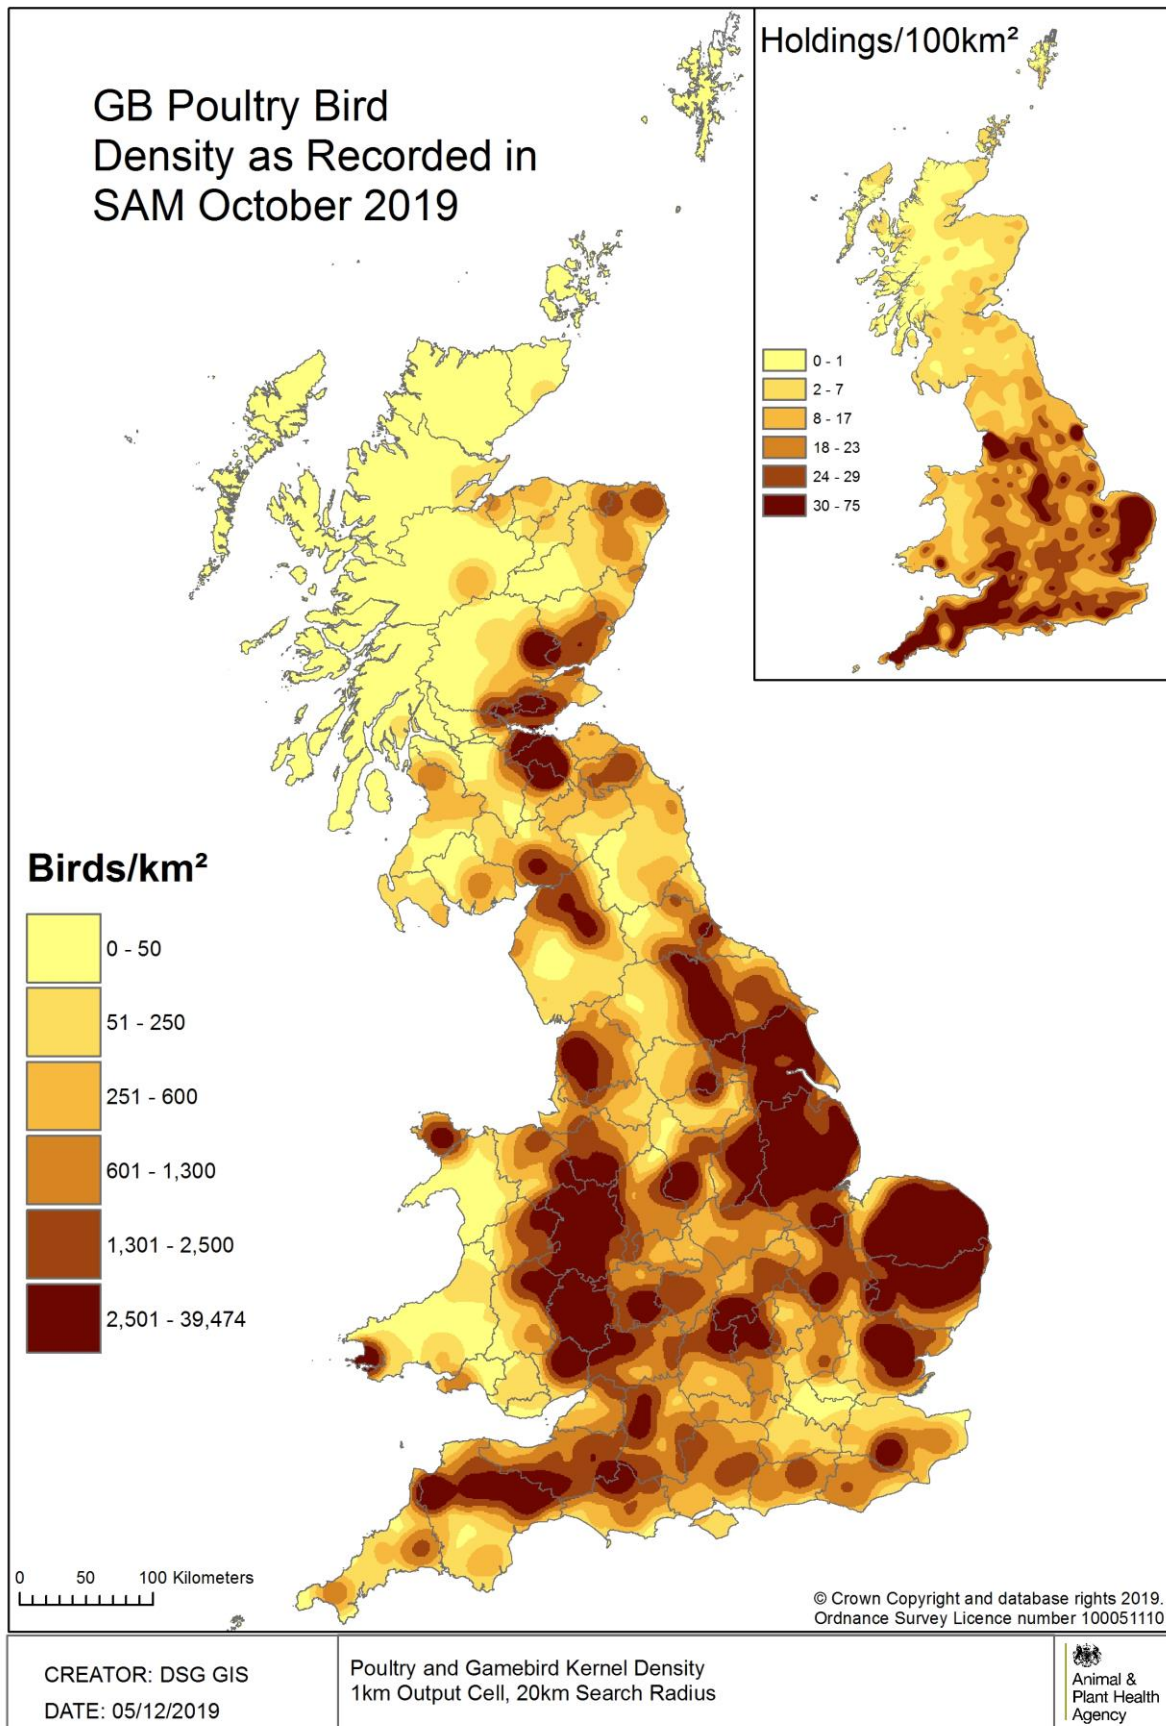 GB Poultry Bird
Density as Recorded in
SAM October 2019
Holdings/100km²
0 - 1
2 - 7
8 - 17
18 - 23
24 - 29
30 - 75
Birds/km²
0 - 50
51 - 250
251 - 600
601 - 1,300
1,301 - 2,500
2,501 - 39,474
0 50 100 Kilometers
© Crown Copyright and database rights 2019.
Ordnance Survey Licence number 100051110
CREATOR: DSG GIS
DATE: 05/12/2019
Poultry and Gamebird Kernel Density
1km Output Cell, 20km Search Radius
Animal &
Plant Health
Agency